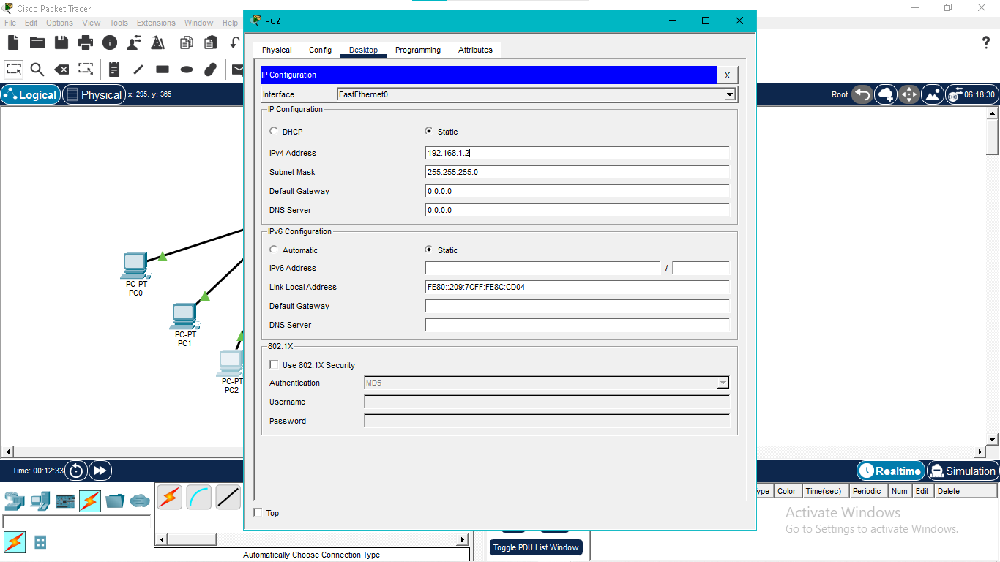 Cisco Packet Tracer
File Edit Options View Tools Extensions Window Help
PC2
Physical Config Desktop Programming Attributes
IP Configuration
X
Interface FastEthernet0
IP Configuration
DHCP Static
IPv4 Address 192.168.1.2
Subnet Mask 255.255.255.0
Default Gateway 0.0.0.0
DNS Server 0.0.0.0
IPv6 Configuration
Automatic Static
IPv6 Address /
Link Local Address FE80::209:7CFF:FE8C:CD04
Default Gateway
DNS Server
802.1X
Use 802.1X Security
Authentication MD5
Username
Password
Top
?
Logical Physical x: 295, y: 365
Root 06:18:30
PC-PT
PC0
PC-PT
PC1
PC-PT
PC2
Time: 00:12:33
Realtime Simulation
ype Color Time(sec) Periodic Num Edit Delete
Activate Windows
Go to Settings to activate Windows.
Toggle PDU List Window
Automatically Choose Connection Type